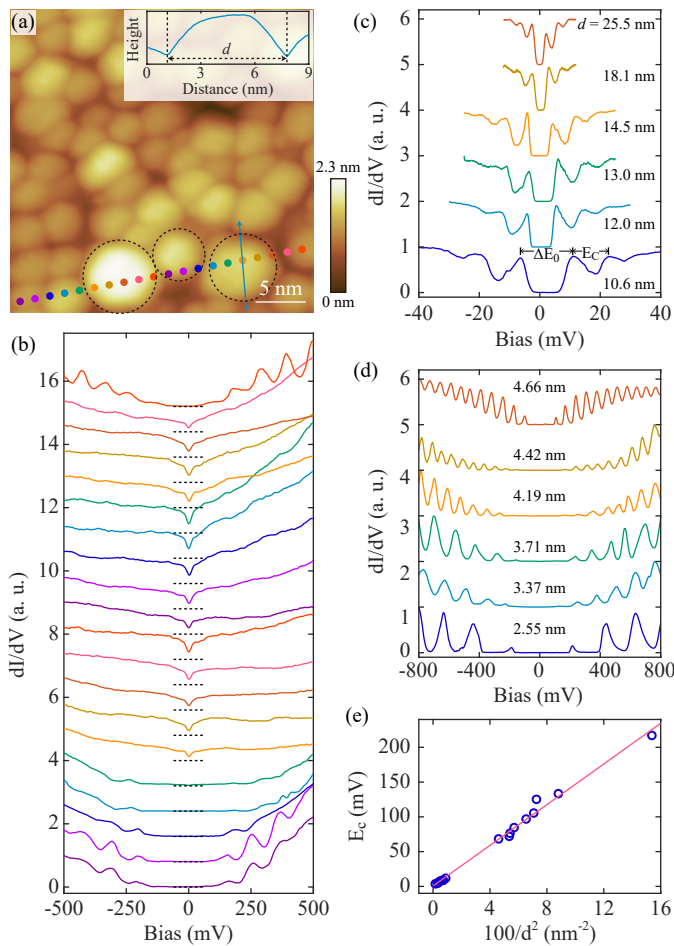 (a)
Height
d
0 3 6 9
Distance (nm)
2.3 nm
0 nm
5 nm
(b)
dI/dV (a. u.)
16
14
12
10
8
6
4
2
0
-500 -250 0 250 500
Bias (mV)
(c)
dI/dV (a. u.)
6
5
4
3
2
1
0
d = 25.5 nm
18.1 nm
14.5 nm
13.0 nm
12.0 nm
ΔE0 EC
10.6 nm
-40 -20 0 20 40
Bias (mV)
(d)
dI/dV (a. u.)
6
5
4
3
2
1
0
4.66 nm
4.42 nm
4.19 nm
3.71 nm
3.37 nm
2.55 nm
-800 -400 0 400 800
Bias (mV)
(e)
Ec (mV)
200
150
100
50
0
0 4 8 12 16
100/d² (nm⁻²)